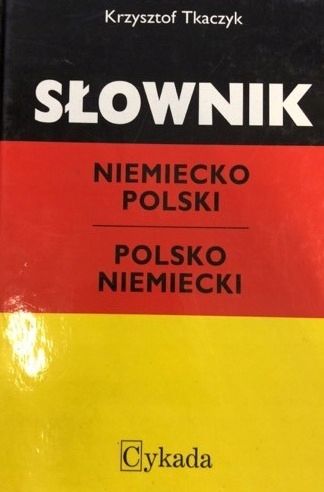 Krzysztof Tkaczyk
SŁOWNIK
NIEMIECKO
POLSKI
POLSKO
NIEMIECKI
Cykada